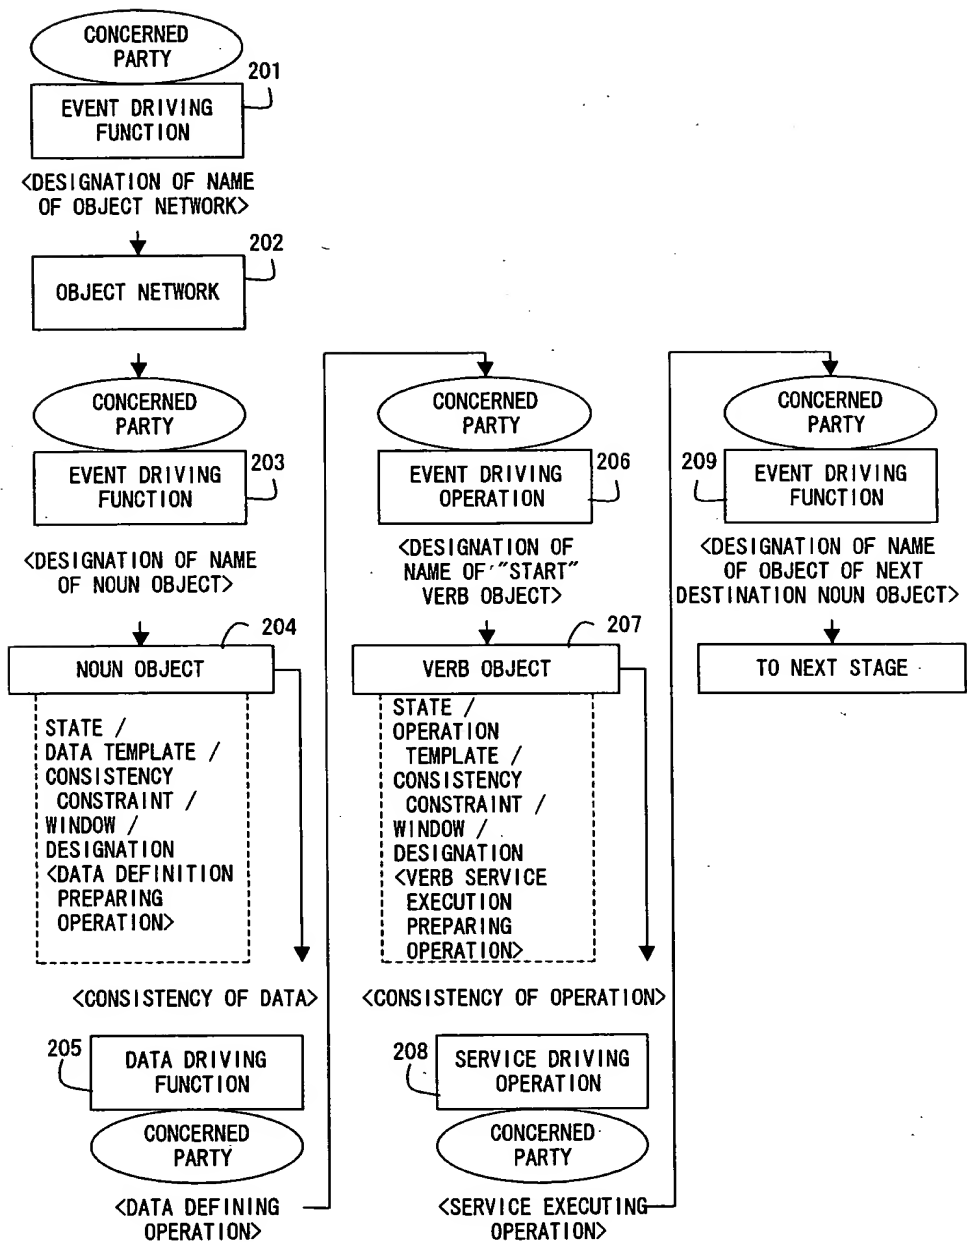 CONCERNED
PARTY
201
EVENT DRIVING
FUNCTION
<DESIGNATION OF NAME
OF OBJECT NETWORK>
202
OBJECT NETWORK
CONCERNED
PARTY
203
EVENT DRIVING
FUNCTION
<DESIGNATION OF NAME
OF NOUN OBJECT>
204
NOUN OBJECT
STATE /
DATA TEMPLATE /
CONSISTENCY
CONSTRAINT /
WINDOW /
DESIGNATION
<DATA DEFINITION
PREPARING
OPERATION>
<CONSISTENCY OF DATA>
205
DATA DRIVING
FUNCTION
CONCERNED
PARTY
<DATA DEFINING
OPERATION>
CONCERNED
PARTY
206
EVENT DRIVING
OPERATION
<DESIGNATION OF
NAME OF "START"
VERB OBJECT>
207
VERB OBJECT
STATE /
OPERATION
TEMPLATE /
CONSISTENCY
CONSTRAINT /
WINDOW /
DESIGNATION
<VERB SERVICE
EXECUTION
PREPARING
OPERATION>
<CONSISTENCY OF OPERATION>
208
SERVICE DRIVING
OPERATION
CONCERNED
PARTY
<SERVICE EXECUTING
OPERATION>
CONCERNED
PARTY
209
EVENT DRIVING
FUNCTION
<DESIGNATION OF NAME
OF OBJECT OF NEXT
DESTINATION NOUN OBJECT>
TO NEXT STAGE